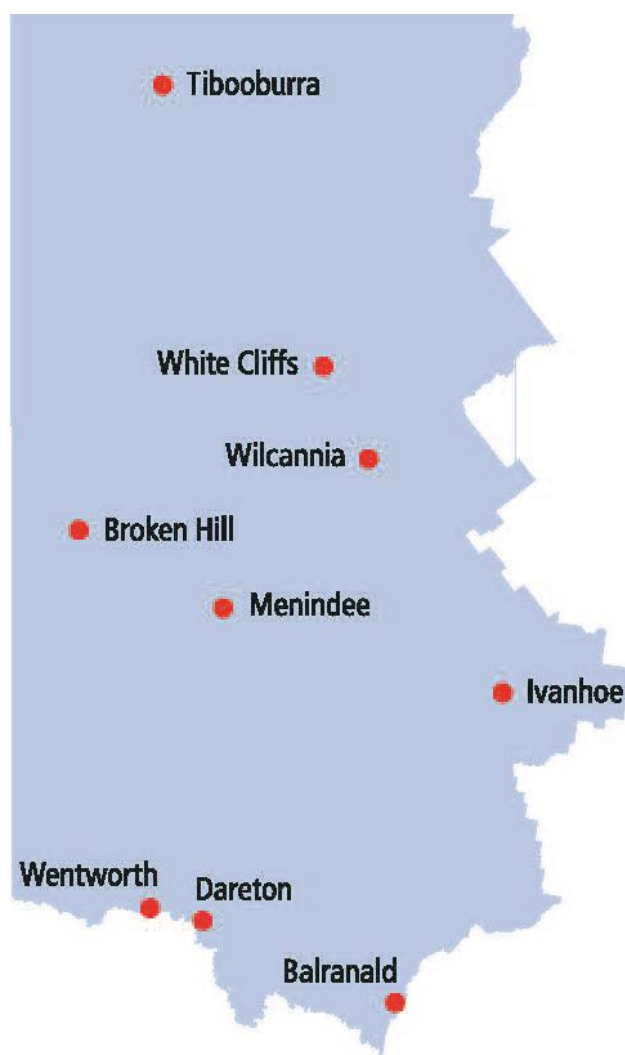 Tibooburra
White Cliffs
Wilcannia
Broken Hill
Menindee
Ivanhoe
Wentworth
Dareton
Balranald